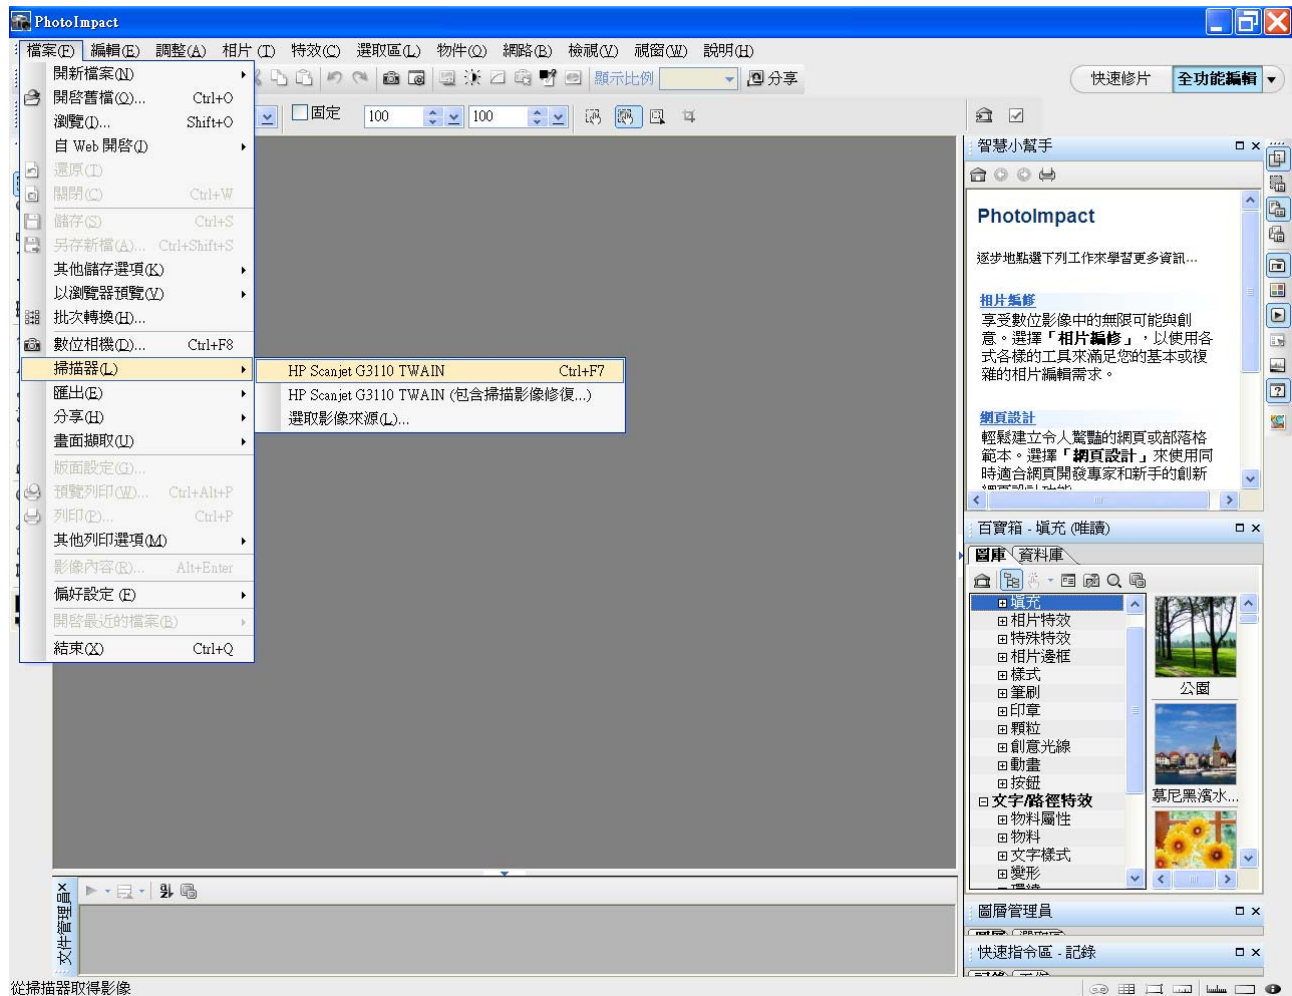 PhotoImpact
檔案(F) 編輯(E) 調整(A) 相片 (T) 特效(C) 選取區(L) 物件(O) 網路(B) 檢視(V) 視窗(W) 說明(H)
顯示比例 分享 快速修片 全功能編輯
固定 100 100
開新檔案(N)
開啓舊檔(O)... Ctrl+O
瀏覽(I)... Shift+O
自 Web 開啓(J)
還原(T)
關閉(C) Ctrl+W
儲存(S) Ctrl+S
另存新檔(A)... Ctrl+Shift+S
其他儲存選項(K)
以瀏覽器預覽(V)
批次轉換(H)...
數位相機(D)... Ctrl+F8
掃描器(L)
匯出(E)
分享(H)
畫面擷取(U)
版面設定(G)...
預覽列印(W)... Ctrl+Alt+P
列印(P)... Ctrl+P
其他列印選項(M)
影像內容(R)... Alt+Enter
偏好設定 (F)
開啓最近的檔案(B)
結束(X) Ctrl+Q
HP Scanjet G3110 TWAIN Ctrl+F7
HP Scanjet G3110 TWAIN (包含掃描影像修復...)
選取影像來源(L)...
智慧小幫手
PhotoImpact
逐步地點選下列工作來學習更多資訊...
相片編修
享受數位影像中的無限可能與創
意。選擇「相片編修」，以使用各
式各樣的工具來滿足您的基本或複
雜的相片編輯需求。
網頁設計
輕鬆建立令人驚豔的網頁或部落格
範本。選擇「網頁設計」來使用同
時適合網頁開發專家和新手的創新
百寶箱 - 填充 (唯讀)
圖庫 資料庫
填充
相片特效
特殊特效
相片邊框
樣式
筆刷
印章
顆粒
創意光線
動畫
按鈕
文字/路徑特效
物料屬性
物料
文字樣式
變形
環繞
公園
慕尼黑濱水...
圖層管理員
快速指令區 - 記錄
文件管理員
從掃描器取得影像